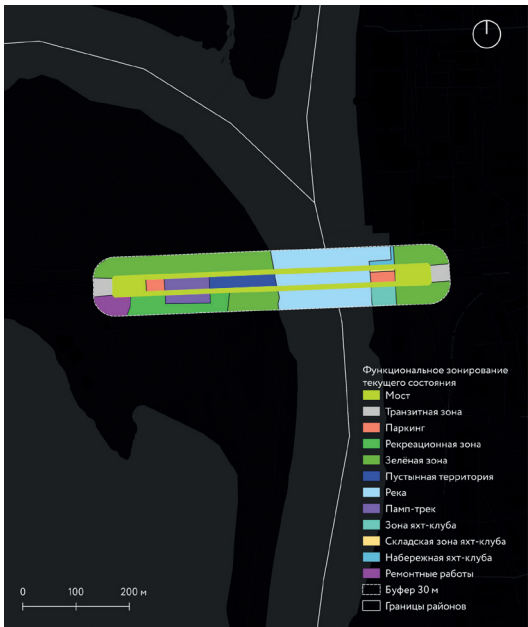 Функциональное зонирование
текущего состояния
Мост
Транзитная зона
Паркинг
Рекреационная зона
Зелёная зона
Пустынная территория
Река
Памп-трек
Зона яхт-клуба
Складская зона яхт-клуба
Набережная яхт-клуба
Ремонтные работы
Буфер 30 м
Границы районов
0 100 200 м